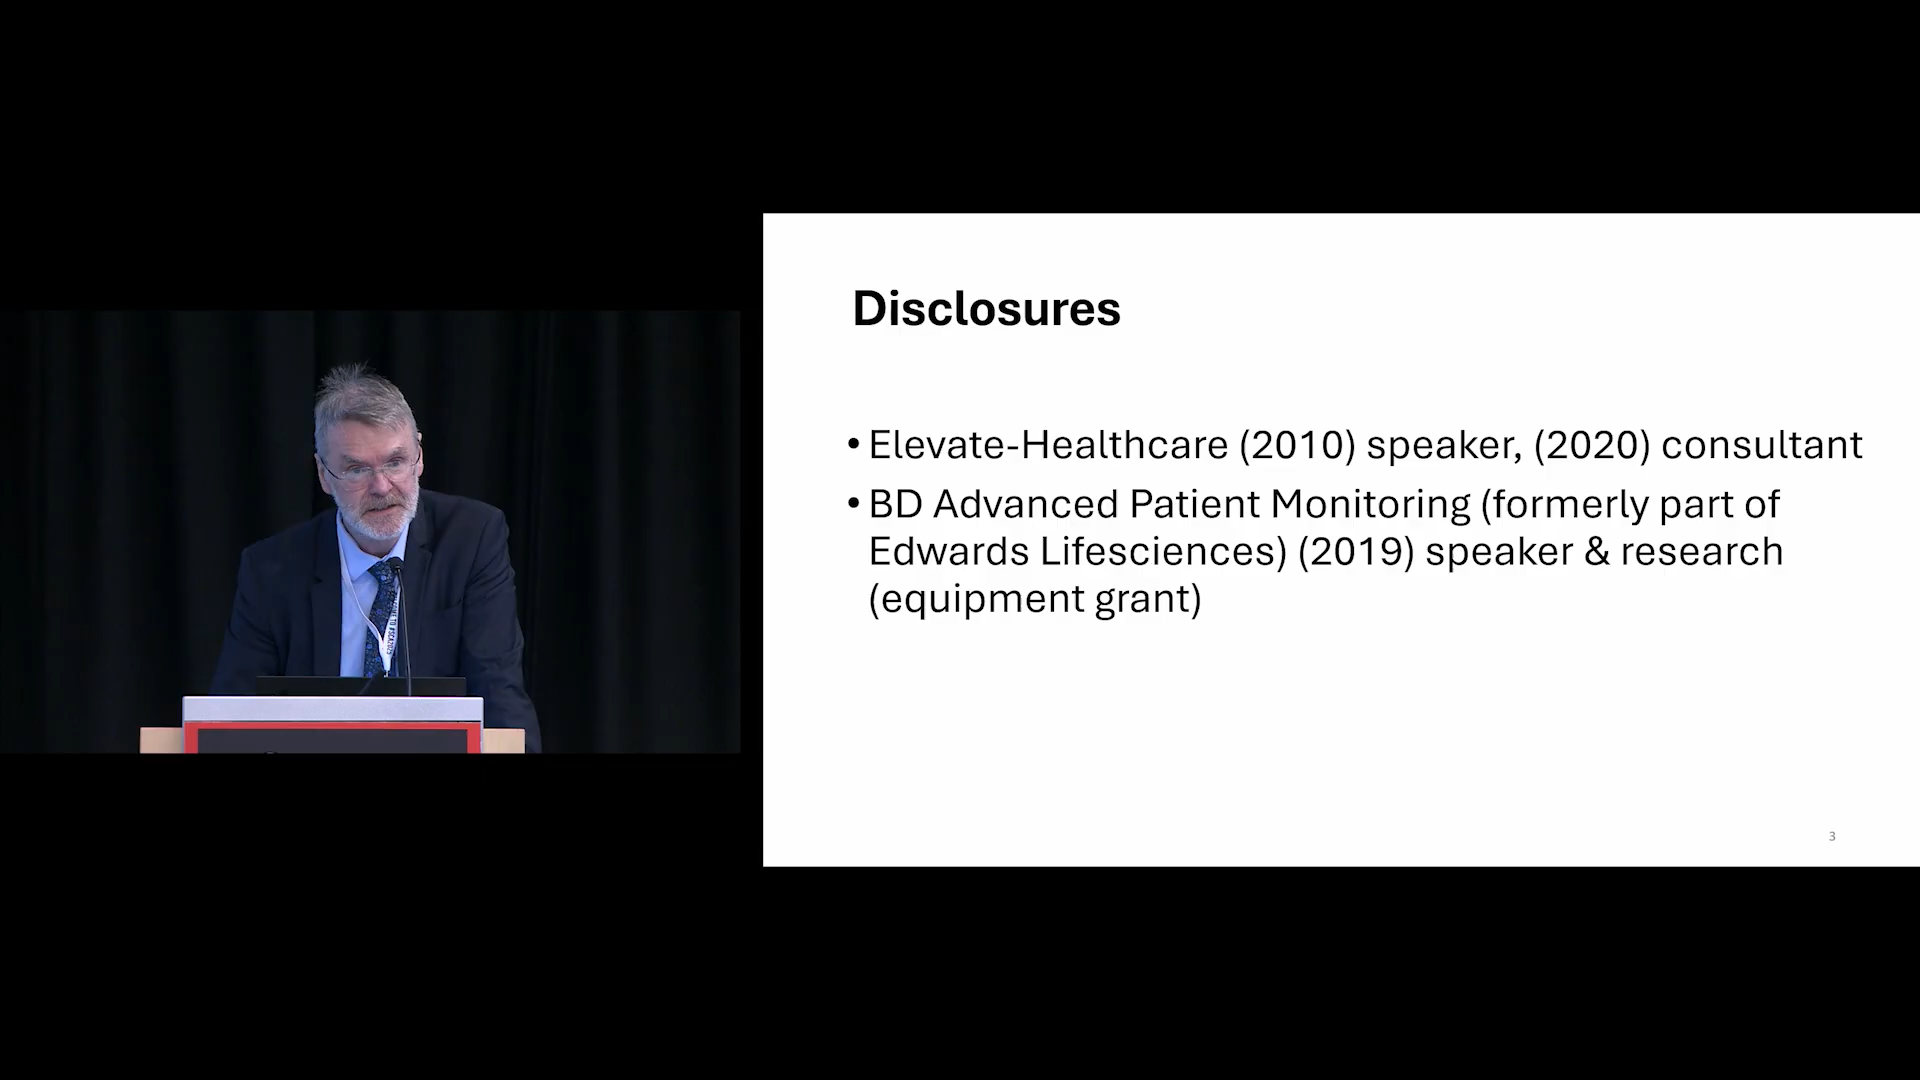 Disclosures
• Elevate-Healthcare (2010) speaker, (2020) consultant
• BD Advanced Patient Monitoring (formerly part of
Edwards Lifesciences) (2019) speaker & research
(equipment grant)
3